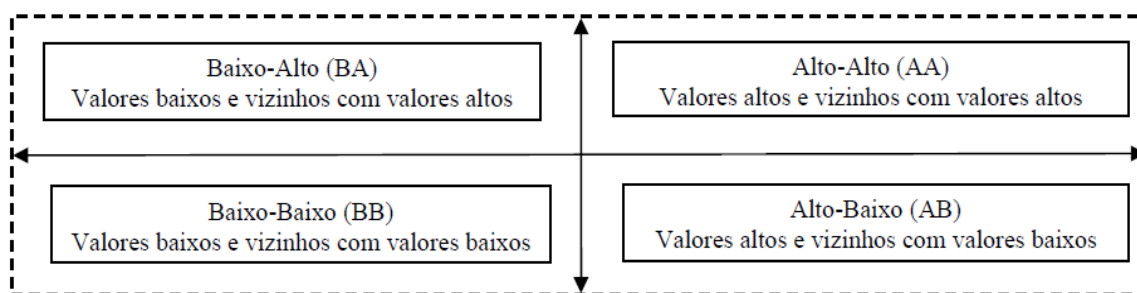 Baixo-Alto (BA)
Valores baixos e vizinhos com valores altos
Alto-Alto (AA)
Valores altos e vizinhos com valores altos
Baixo-Baixo (BB)
Valores baixos e vizinhos com valores baixos
Alto-Baixo (AB)
Valores altos e vizinhos com valores baixos